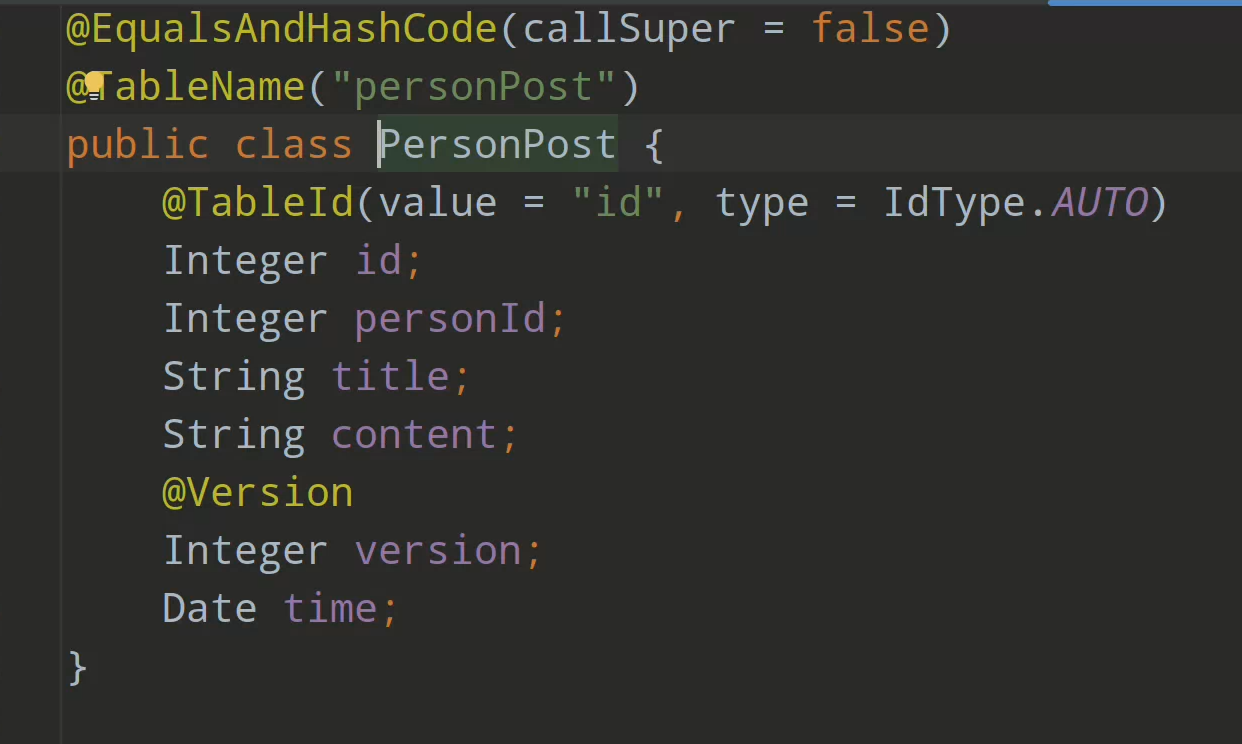 @EqualsAndHashCode(callSuper = false)
@TableName("personPost")
public class PersonPost {
@TableId(value = "id", type = IdType.AUTO)
Integer id;
Integer personId;
String title;
String content;
@Version
Integer version;
Date time;
}